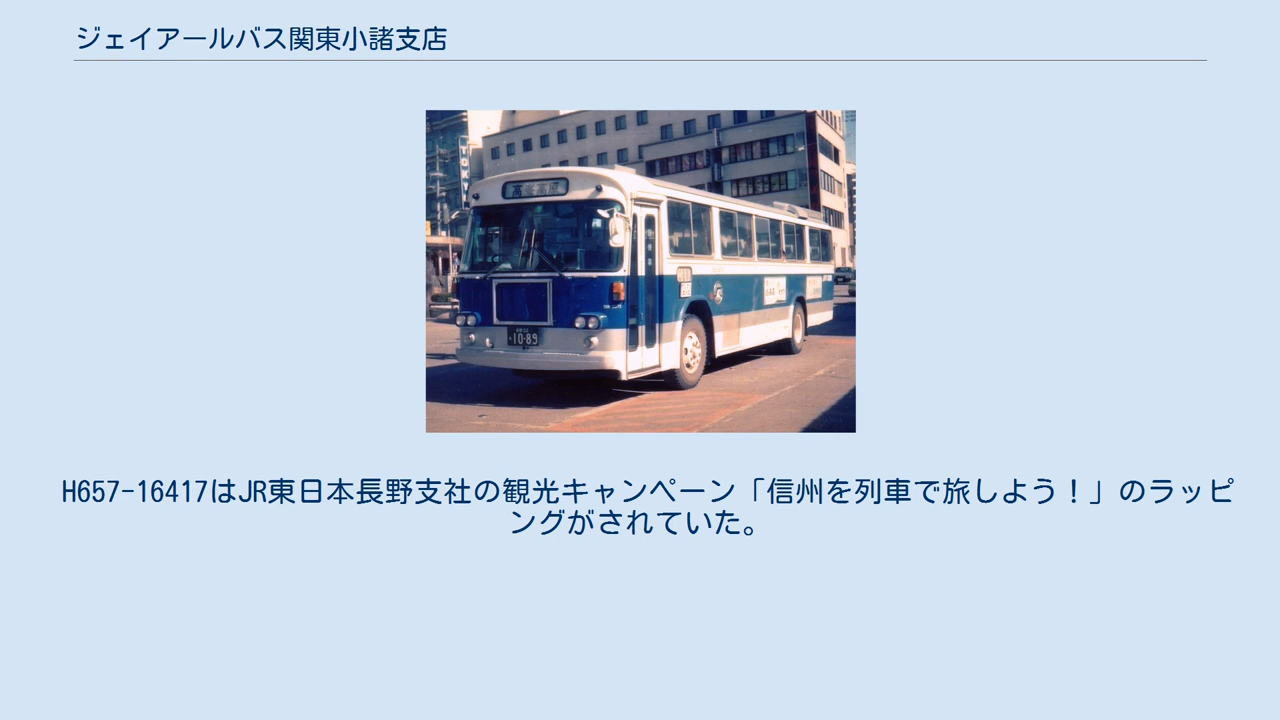 ジェイアールバス関東小諸支店
TOKY
10-89
H657-16417はJR東日本長野支社の観光キャンペーン「信州を列車で旅しよう！」のラッピ
ングがされていた。